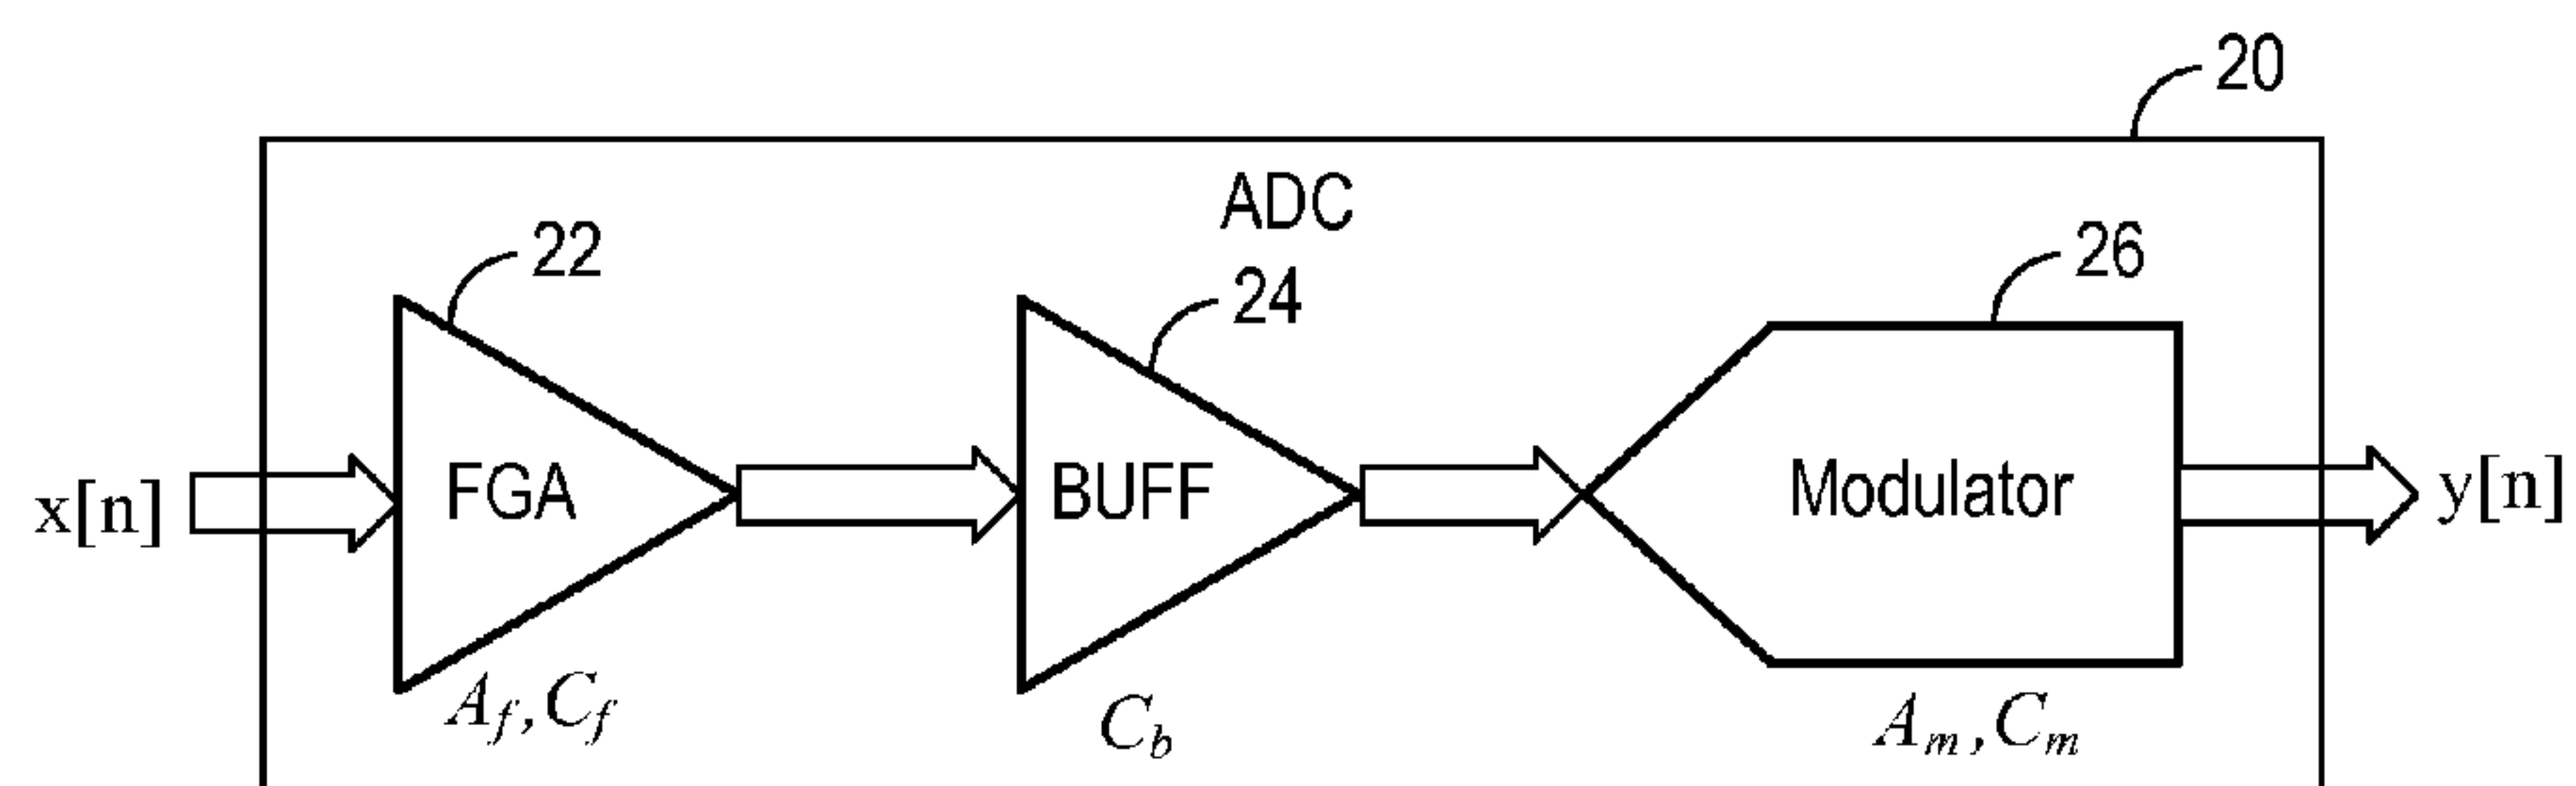 20
ADC
22
24
26
x[n]
FGA
BUFF
Modulator
y[n]
A_f, C_f
C_b
A_m, C_m